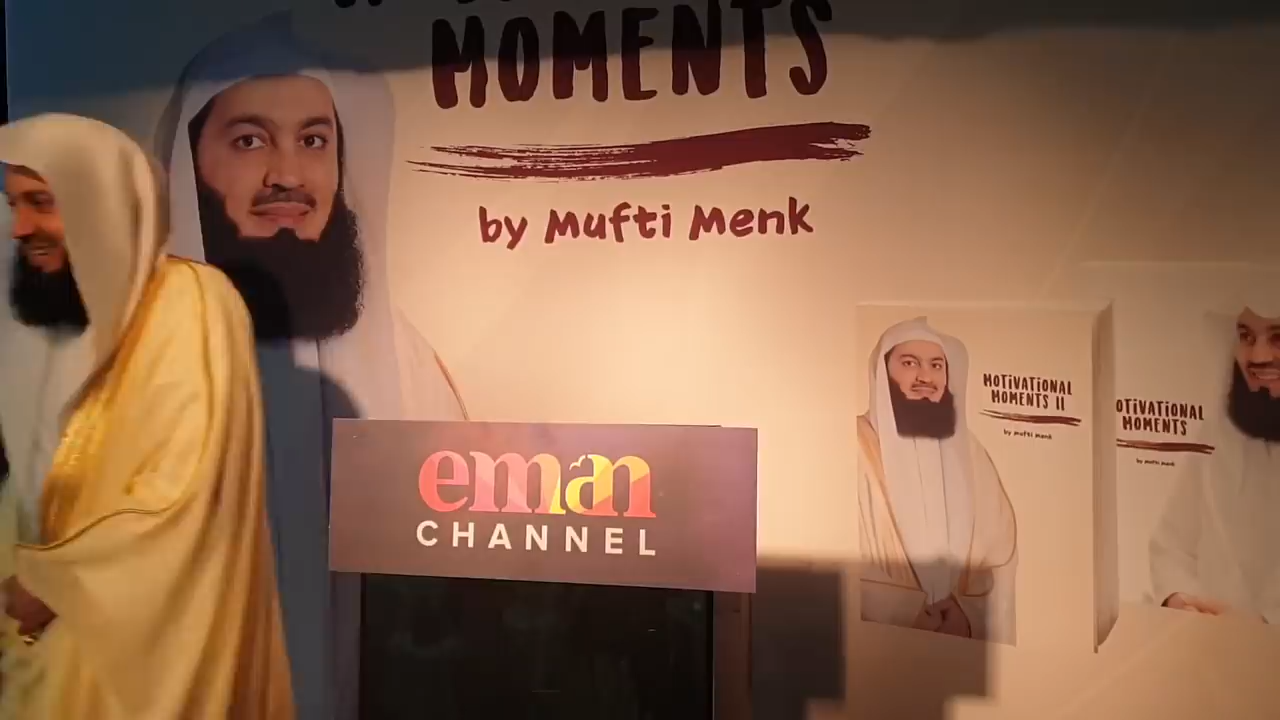 MOMENTS
by Mufti Menk
MOTIVATIONAL
MOMENTS II
by Mufti Menk
OTIVATIONAL
MOMENTS
by Mufti Menk
eman
CHANNEL